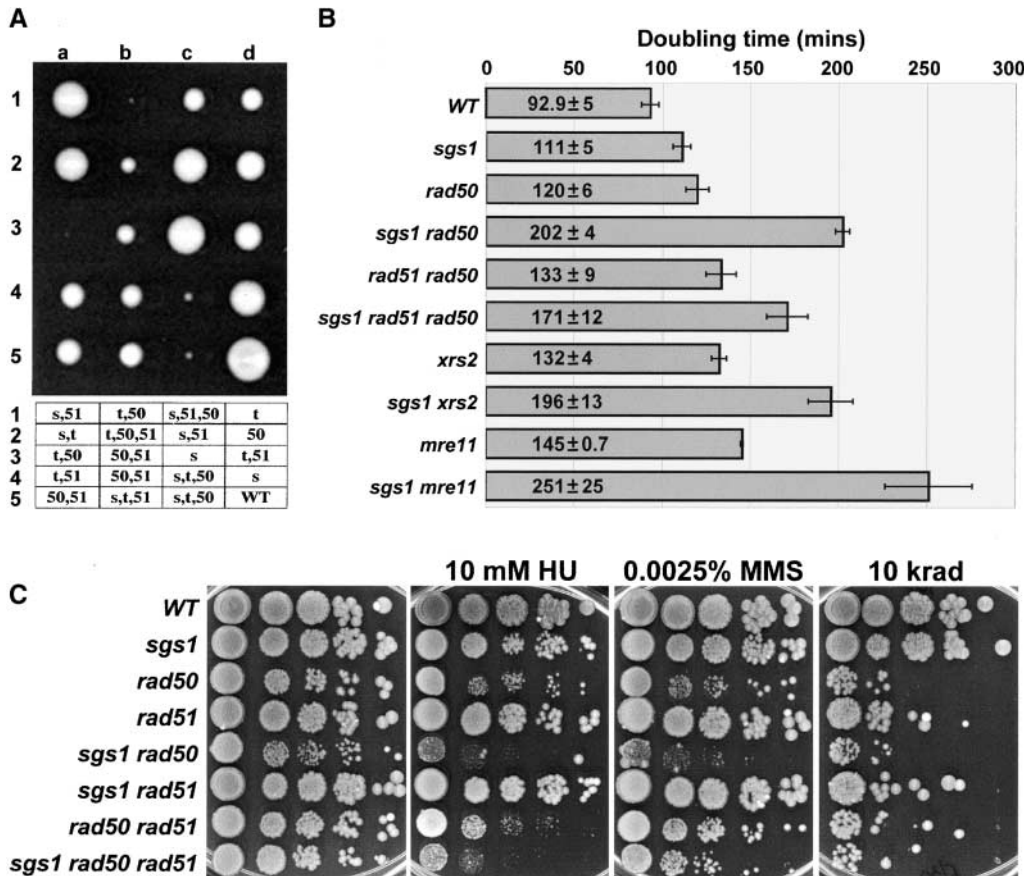 A
a b c d
1
2
3
4
5
1 s,51 t,50 s,51,50 t
2 s,t t,50,51 s,51 50
3 t,50 50,51 s t,51
4 t,51 50,51 s,t,50 s
5 50,51 s,t,51 s,t,50 WT
B
Doubling time (mins)
0 50 100 150 200 250 300
WT 92.9±5
sgs1 111±5
rad50 120±6
sgs1 rad50 202±4
rad51 rad50 133±9
sgs1 rad51 rad50 171±12
xrs2 132±4
sgs1 xrs2 196±13
mre11 145±0.7
sgs1 mre11 251±25
C
10 mM HU 0.0025% MMS 10 krad
WT
sgs1
rad50
rad51
sgs1 rad50
sgs1 rad51
rad50 rad51
sgs1 rad50 rad51